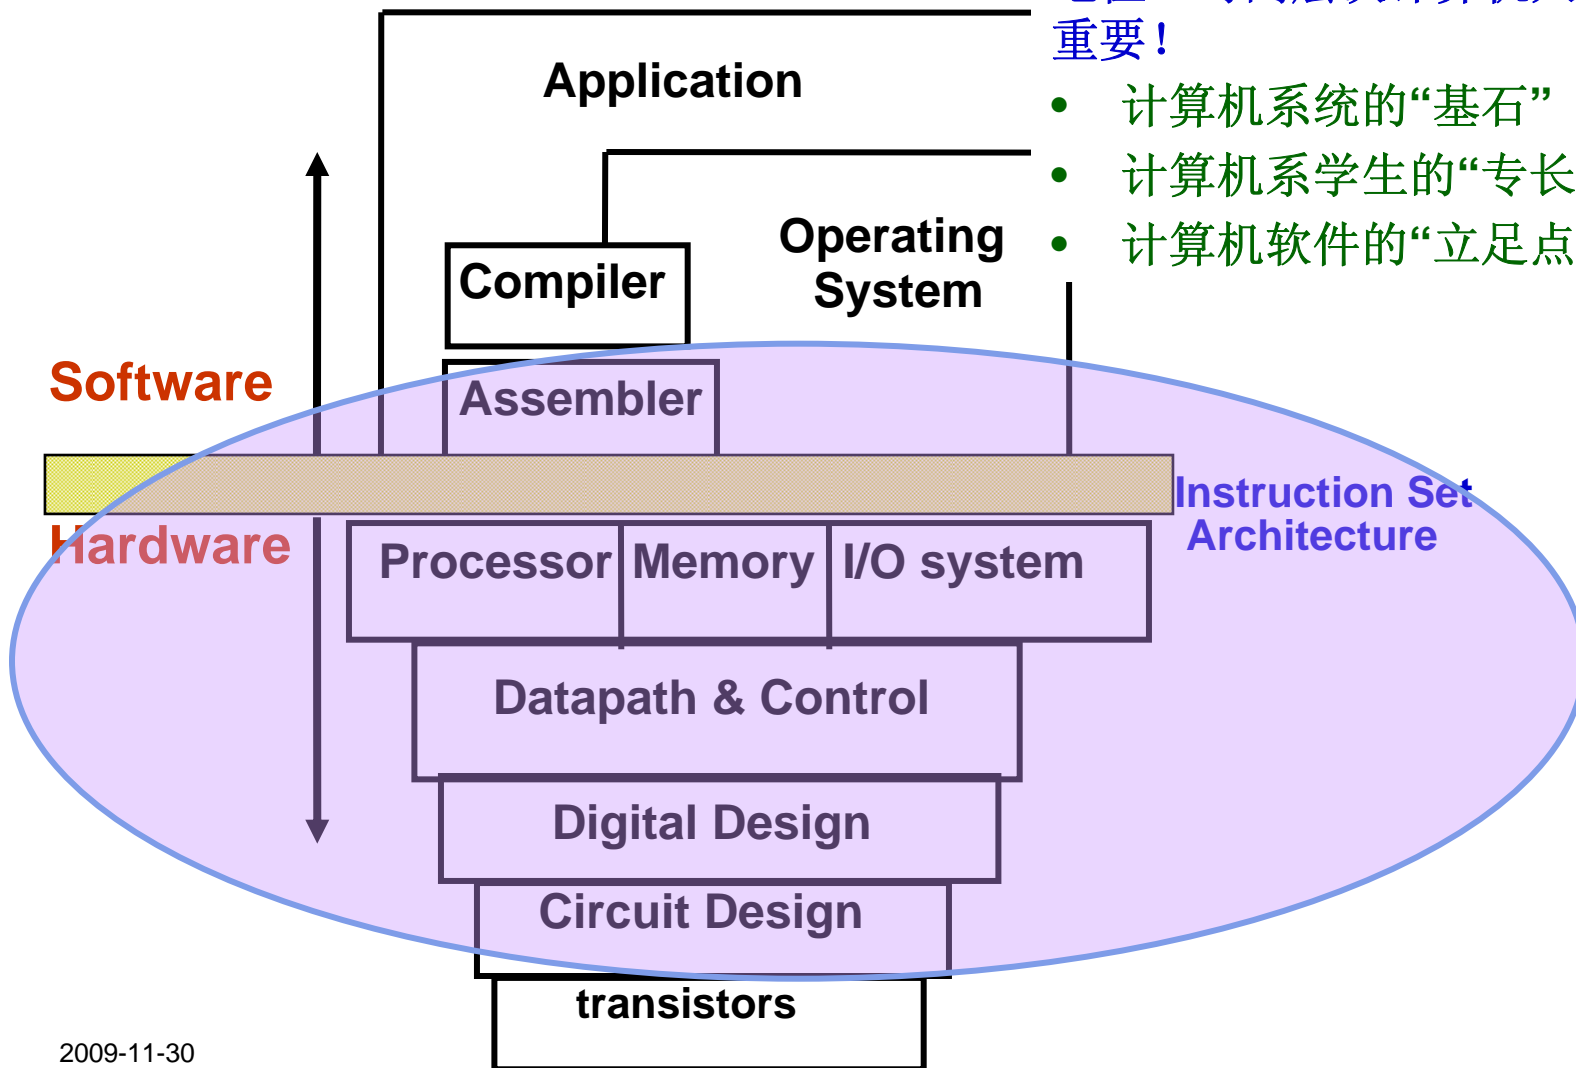 重要！
Application
• 计算机系统的“基石”
• 计算机系学生的“专长
• 计算机软件的“立足点
Operating
System
Compiler
Software
Assembler
Instruction Set
Architecture
Hardware
Processor
Memory
I/O system
Datapath & Control
Digital Design
Circuit Design
transistors
2009-11-30